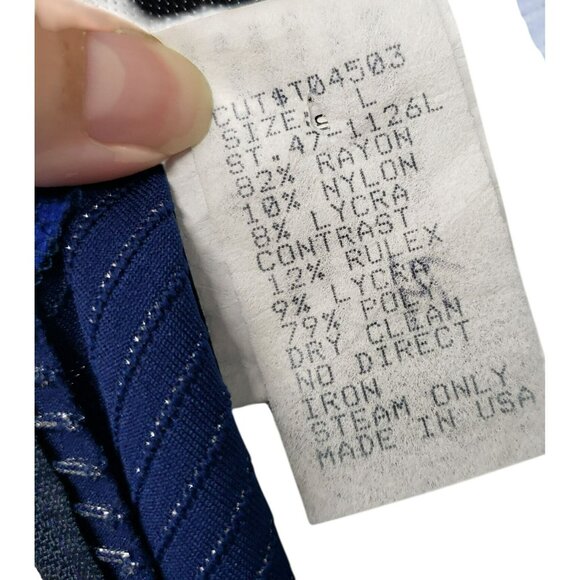 CUT$T04503
SIZE: L
ST.47-1126L
82% RAYON
10% NYLON
8% LYCRA
CONTRAST
12% RULEX
9% LYCRA
79% POLY
DRY CLEAN
NO DIRECT
IRON
STEAM ONLY
MADE IN USA